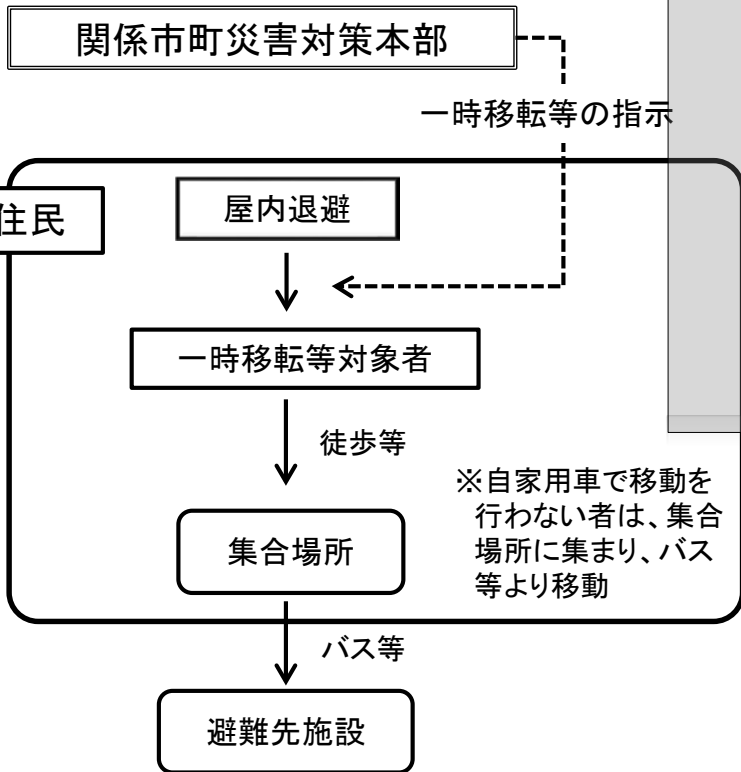 関係市町災害対策本部
一時移転等の指示
住民
屋内退避
一時移転等対象者
徒歩等
※自家用車で移動を
行わない者は、集合
場所に集まり、バス
等より移動
集合場所
バス等
避難先施設